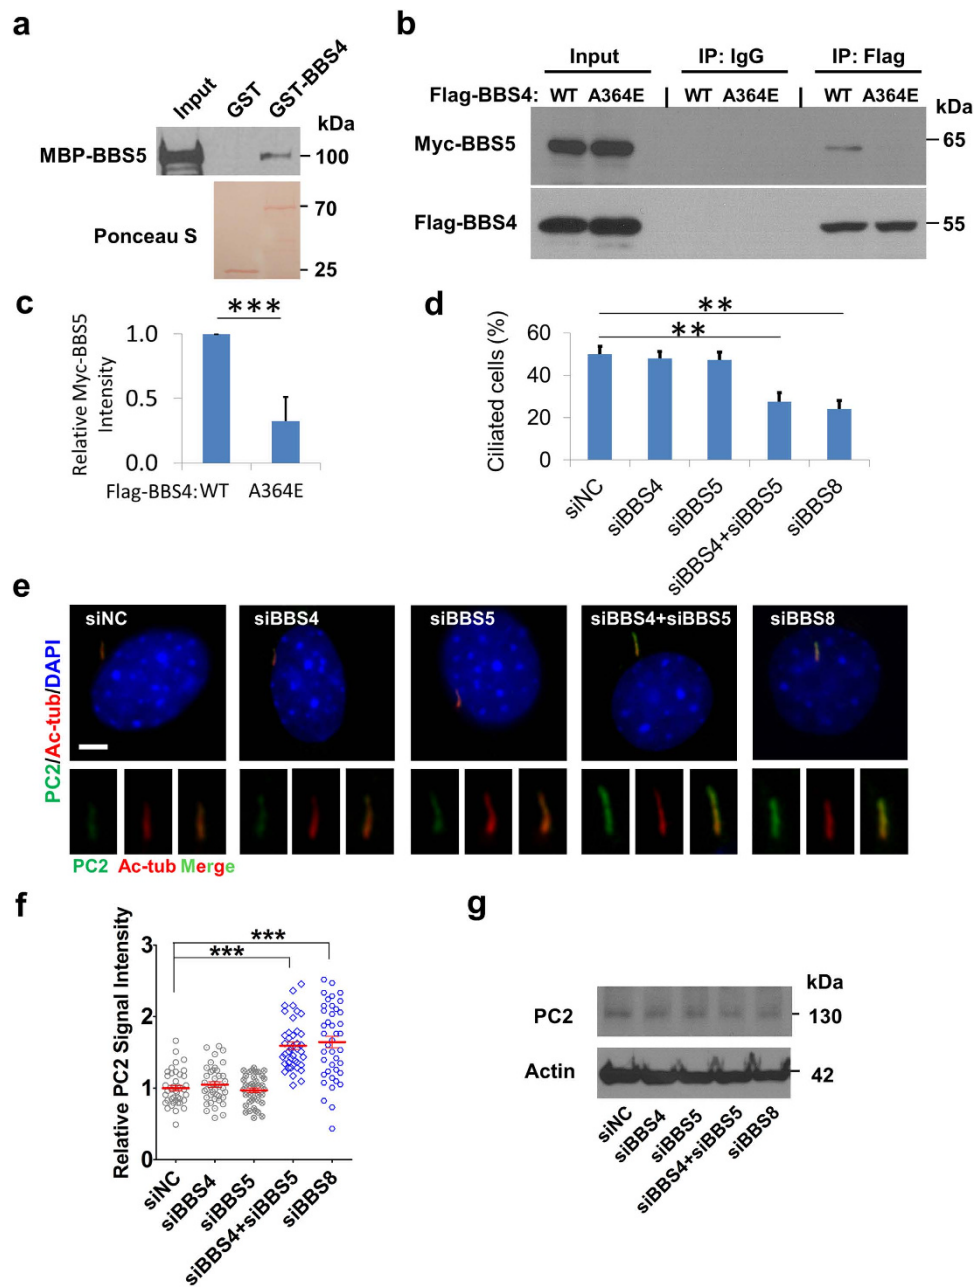 a
Input
GST
GST-BBS4
kDa
MBP-BBS5
100
Ponceau S
70
25
b
Input
IP: IgG
IP: Flag
Flag-BBS4: WT A364E | WT A364E | WT A364E
kDa
Myc-BBS5
65
Flag-BBS4
55
c
***
Relative Myc-BBS5
Intensity
1.0
0.5
0.0
Flag-BBS4: WT A364E
d
**
**
Ciliated cells (%)
60
40
20
0
siNC
siBBS4
siBBS5
siBBS4+siBBS5
siBBS8
e
PC2/Ac-tub/DAPI
siNC
siBBS4
siBBS5
siBBS4+siBBS5
siBBS8
PC2 Ac-tub Merge
f
Relative PC2 Signal Intensity
***
***
3
2
1
0
siNC
siBBS4
siBBS5
siBBS4+siBBS5
siBBS8
g
kDa
PC2
130
Actin
42
siNC
siBBS4
siBBS5
siBBS4+siBBS5
siBBS8